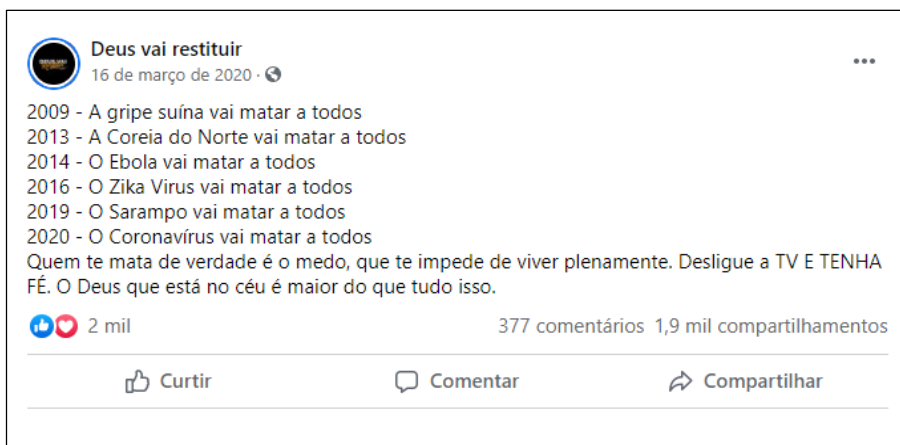 Deus vai restituir
16 de março de 2020 ·
2009 - A gripe suína vai matar a todos
2013 - A Coreia do Norte vai matar a todos
2014 - O Ebola vai matar a todos
2016 - O Zika Virus vai matar a todos
2019 - O Sarampo vai matar a todos
2020 - O Coronavírus vai matar a todos
Quem te mata de verdade é o medo, que te impede de viver plenamente. Desligue a TV E TENHA
FÉ. O Deus que está no céu é maior do que tudo isso.
2 mil 377 comentários 1,9 mil compartilhamentos
Curtir Comentar Compartilhar